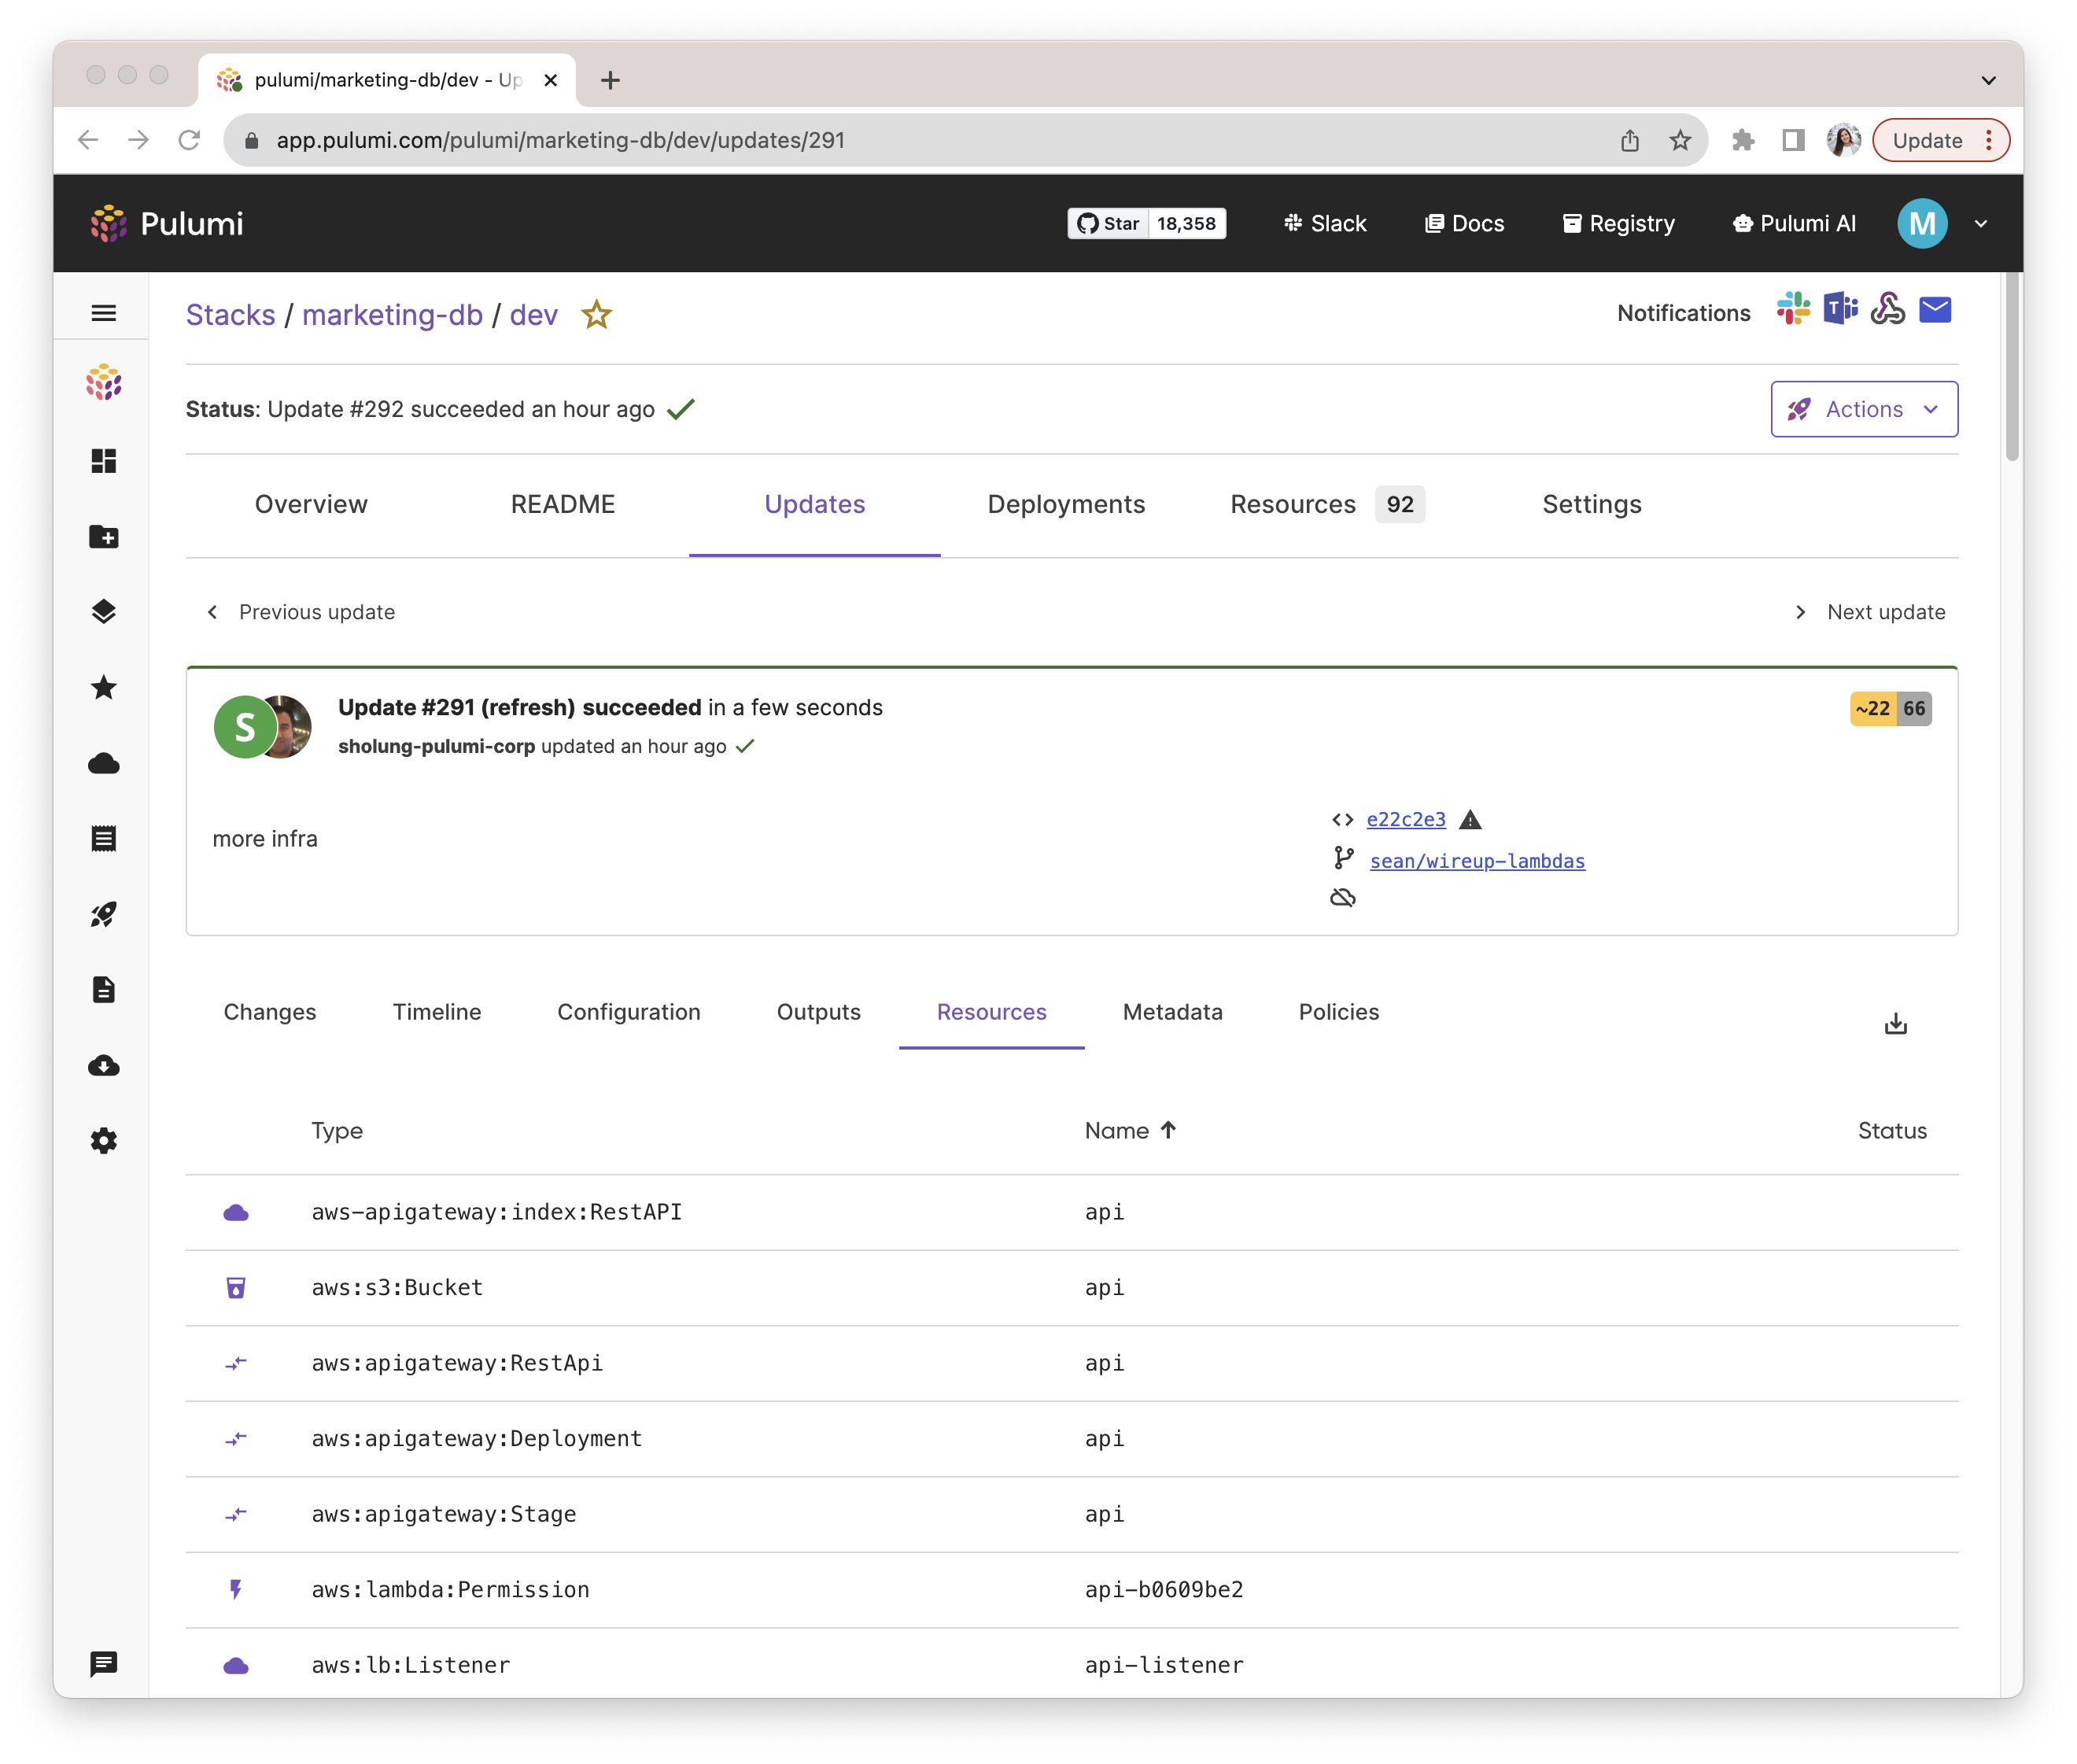 pulumi/marketing-db/dev - Up
app.pulumi.com/pulumi/marketing-db/dev/updates/291
Update
Pulumi
Star 18,358
Slack
Docs
Registry
Pulumi AI
M
Stacks / marketing-db / dev
Notifications
T
Status: Update #292 succeeded an hour ago
Actions
Overview
README
Updates
Deployments
Resources 92
Settings
Previous update
Next update
S
Update #291 (refresh) succeeded in a few seconds
~22 66
sholung-pulumi-corp updated an hour ago
more infra
e22c2e3
sean/wireup-lambdas
Changes
Timeline
Configuration
Outputs
Resources
Metadata
Policies
Type Name Status
aws-apigateway:index:RestAPI api
aws:s3:Bucket api
aws:apigateway:RestApi api
aws:apigateway:Deployment api
aws:apigateway:Stage api
aws:lambda:Permission api-b0609be2
aws:lb:Listener api-listener